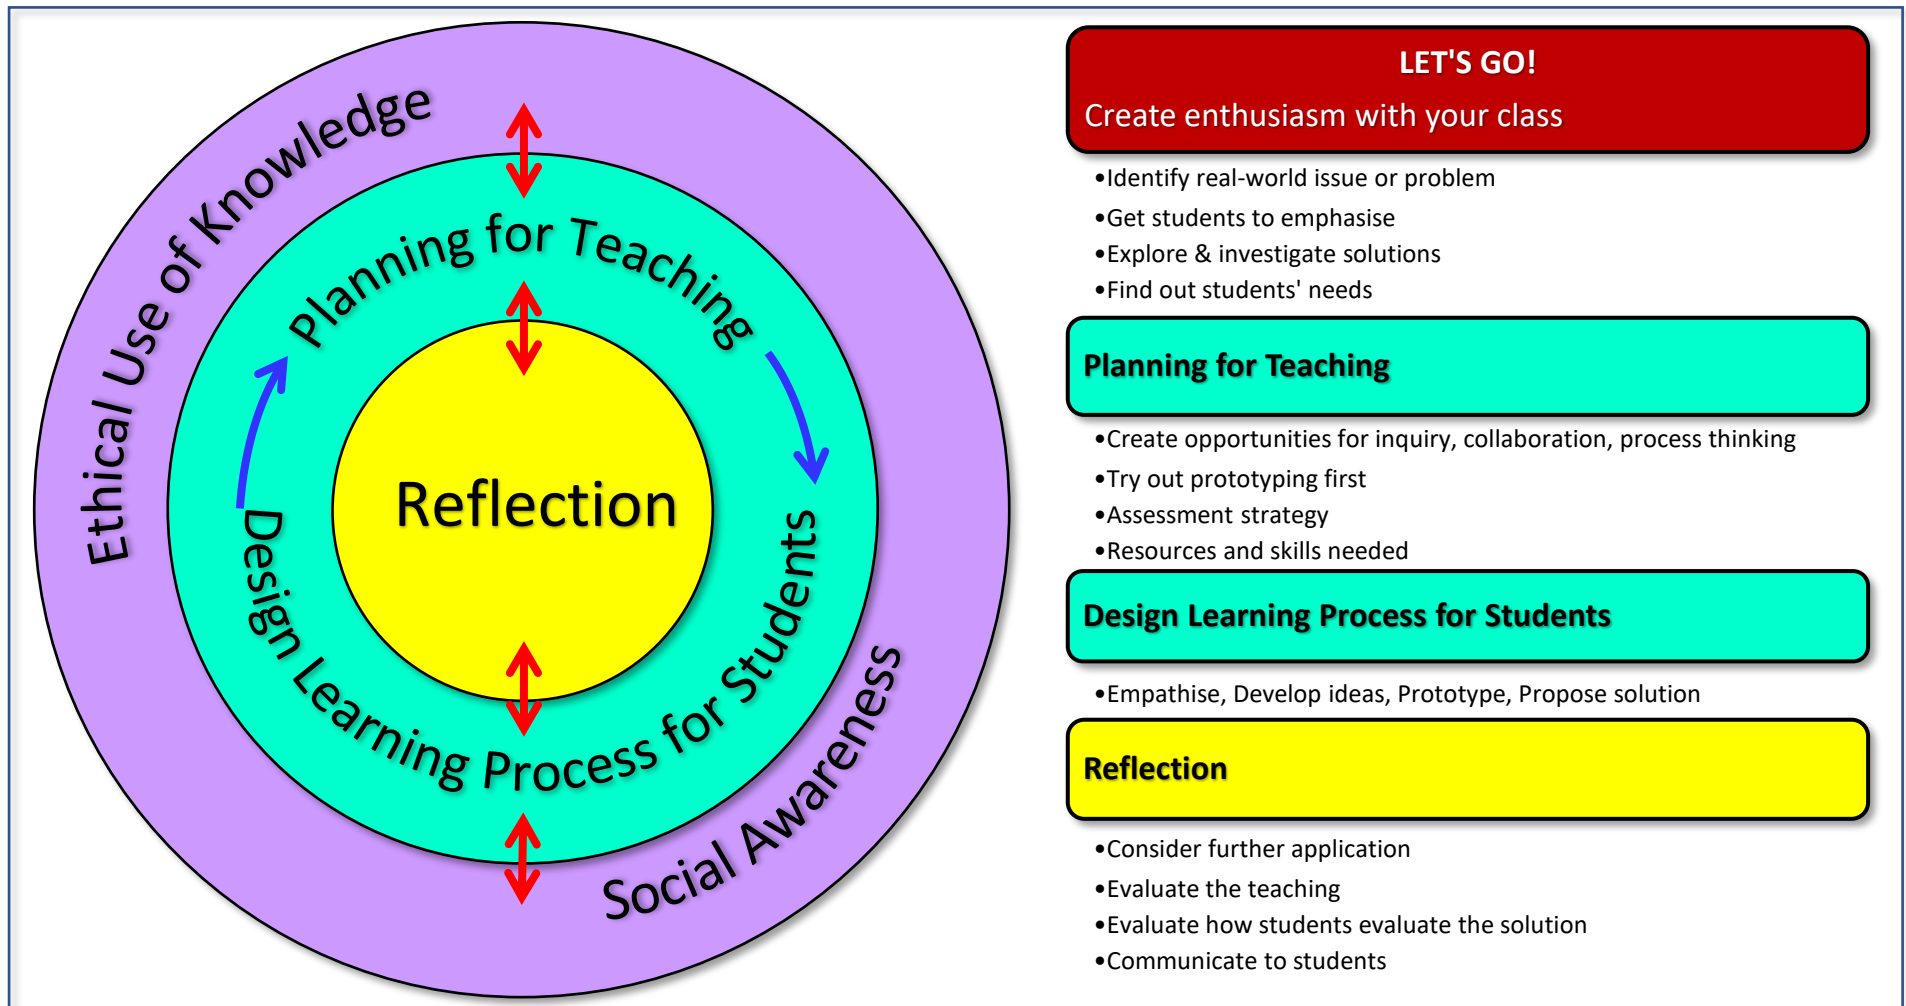 Ethical Use of Knowledge
Planning for Teaching
Reflection
Design Learning Process for Students
Social Awareness
LET'S GO!
Create enthusiasm with your class
•Identify real-world issue or problem
•Get students to emphasise
•Explore & investigate solutions
•Find out students' needs
Planning for Teaching
•Create opportunities for inquiry, collaboration, process thinking
•Try out prototyping first
•Assessment strategy
•Resources and skills needed
Design Learning Process for Students
•Empathise, Develop ideas, Prototype, Propose solution
Reflection
•Consider further application
•Evaluate the teaching
•Evaluate how students evaluate the solution
•Communicate to students